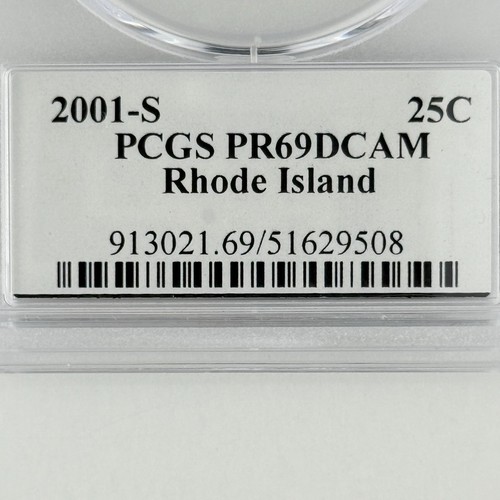 2001-S 25C
PCGS PR69DCAM
Rhode Island
913021.69/51629508